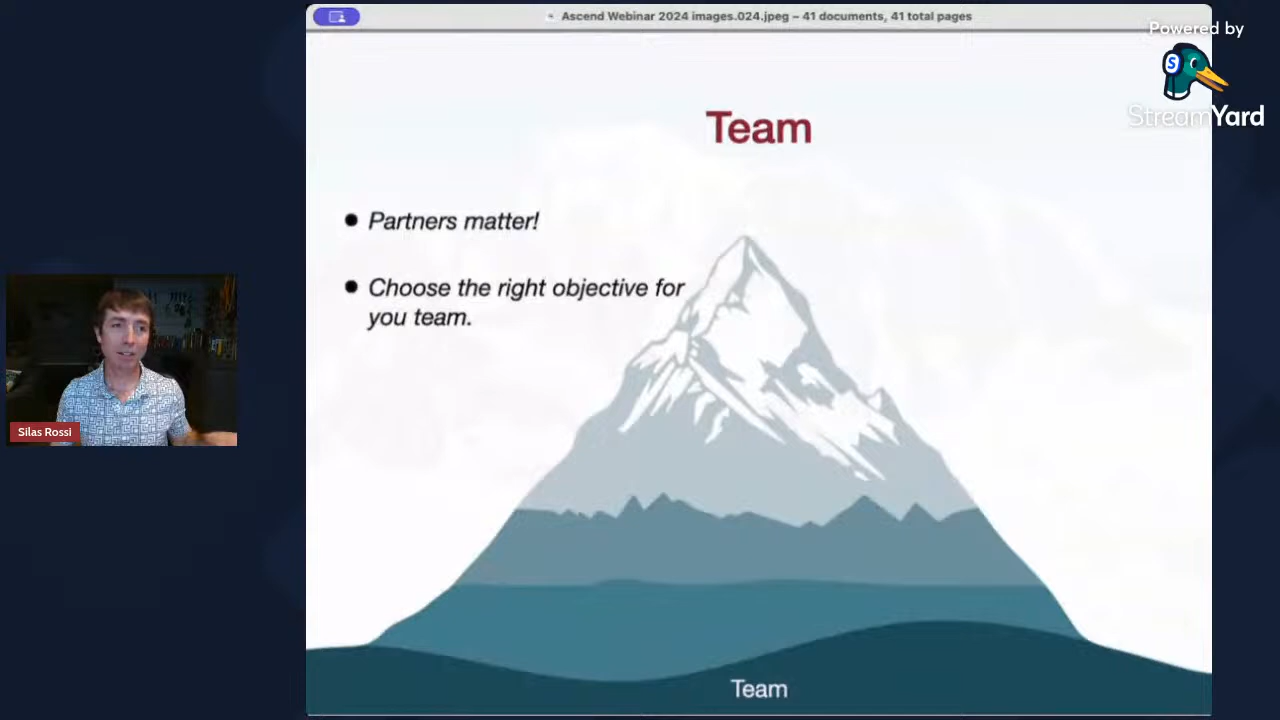 Ascend Webinar 2024 images.024.jpeg – 41 documents, 41 total pages
Powered by
S
StreamYard
Team
Partners matter!
Choose the right objective for
you team.
Silas Rossi
Team